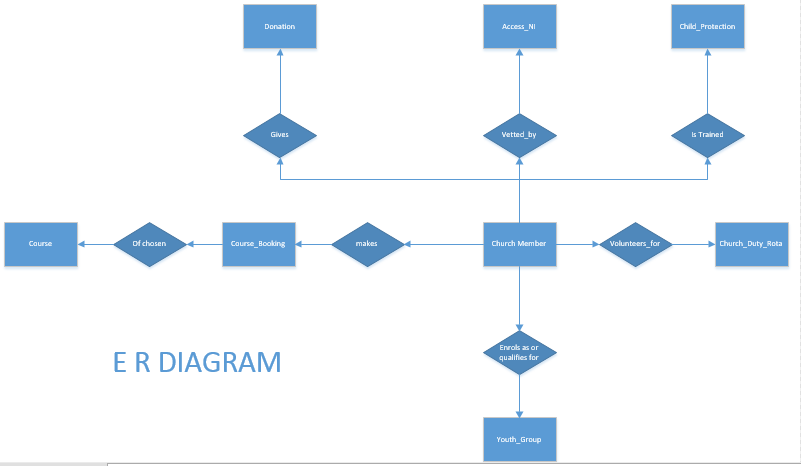 Donation
Access_NI
Child_Protection
Gives
Vetted_by
Is Trained
Course
Of chosen
Course_Booking
makes
Church Member
Volunteers_for
Church_Duty_Rota
Enrols as or
qualifies for
E R DIAGRAM
Youth_Group